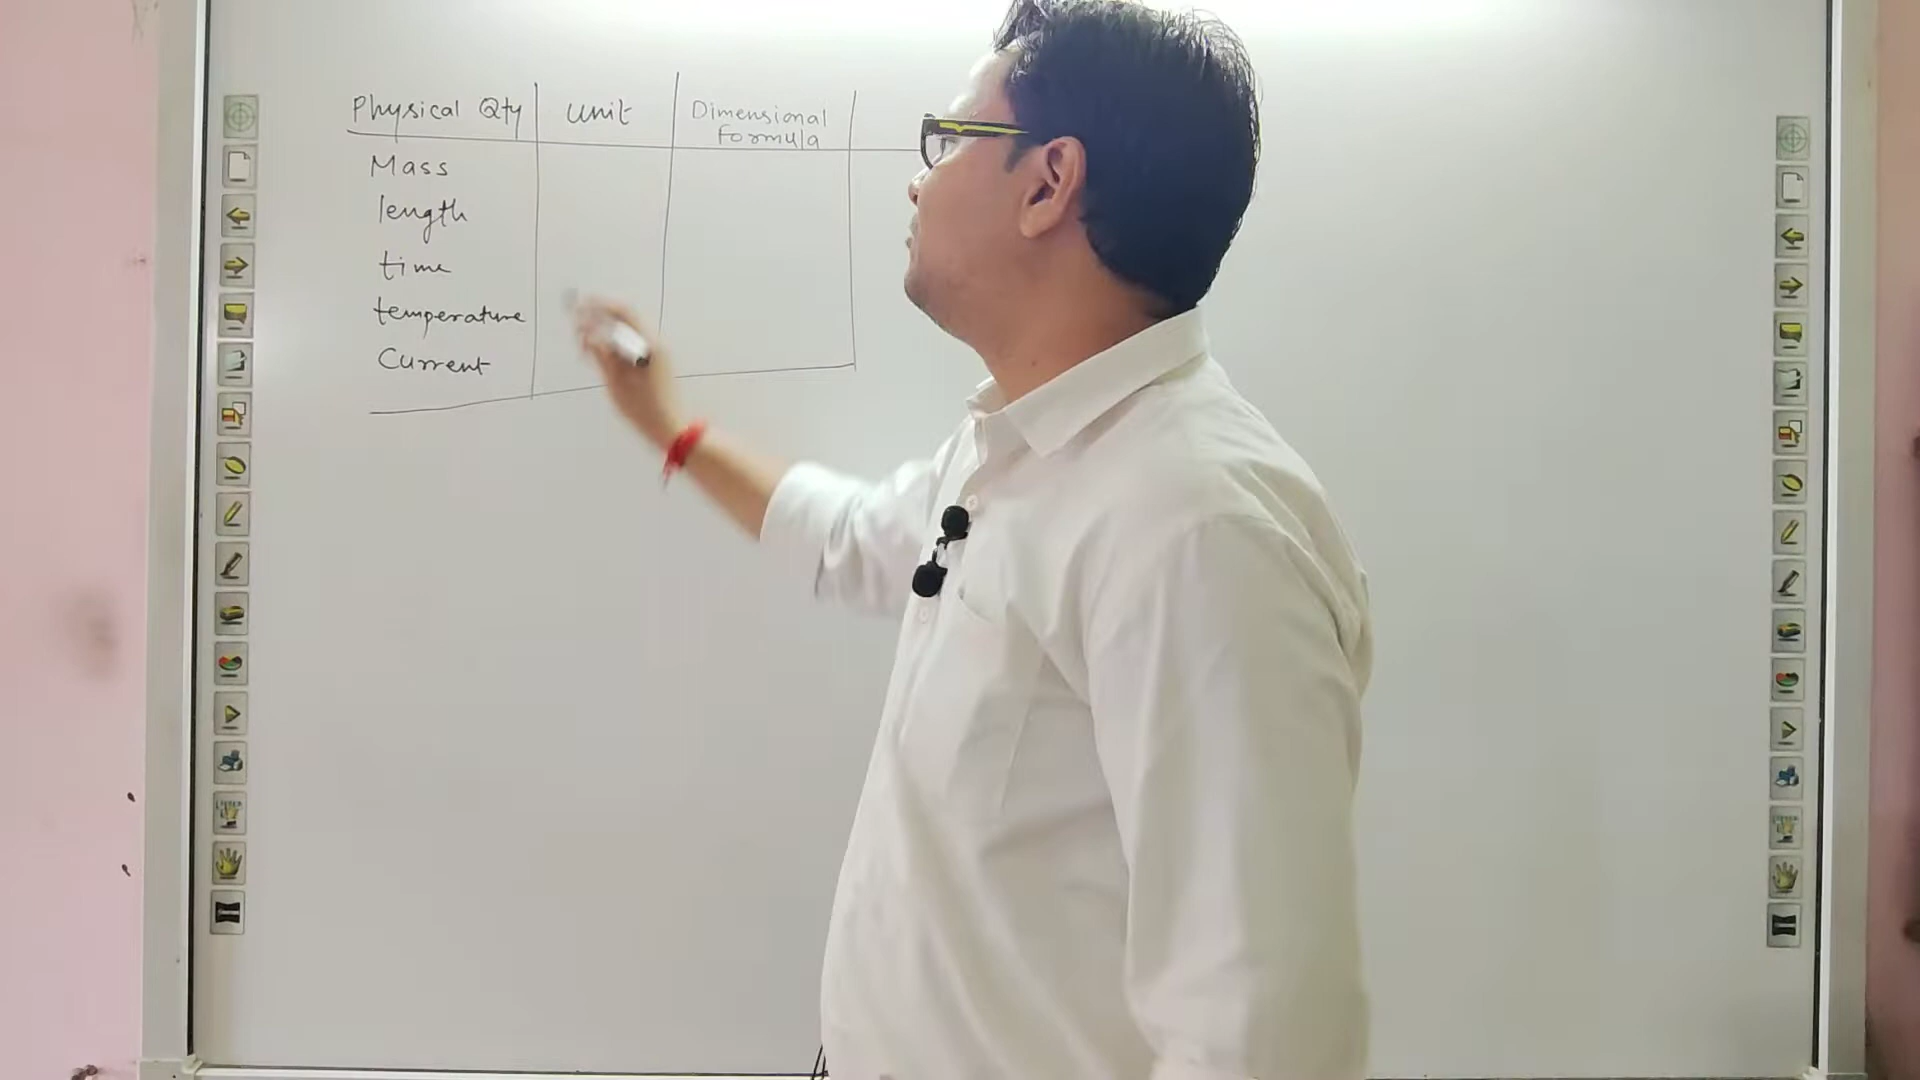 Physical Qty unit Dimensional
Formula
Mass
length
time
temperature
Current